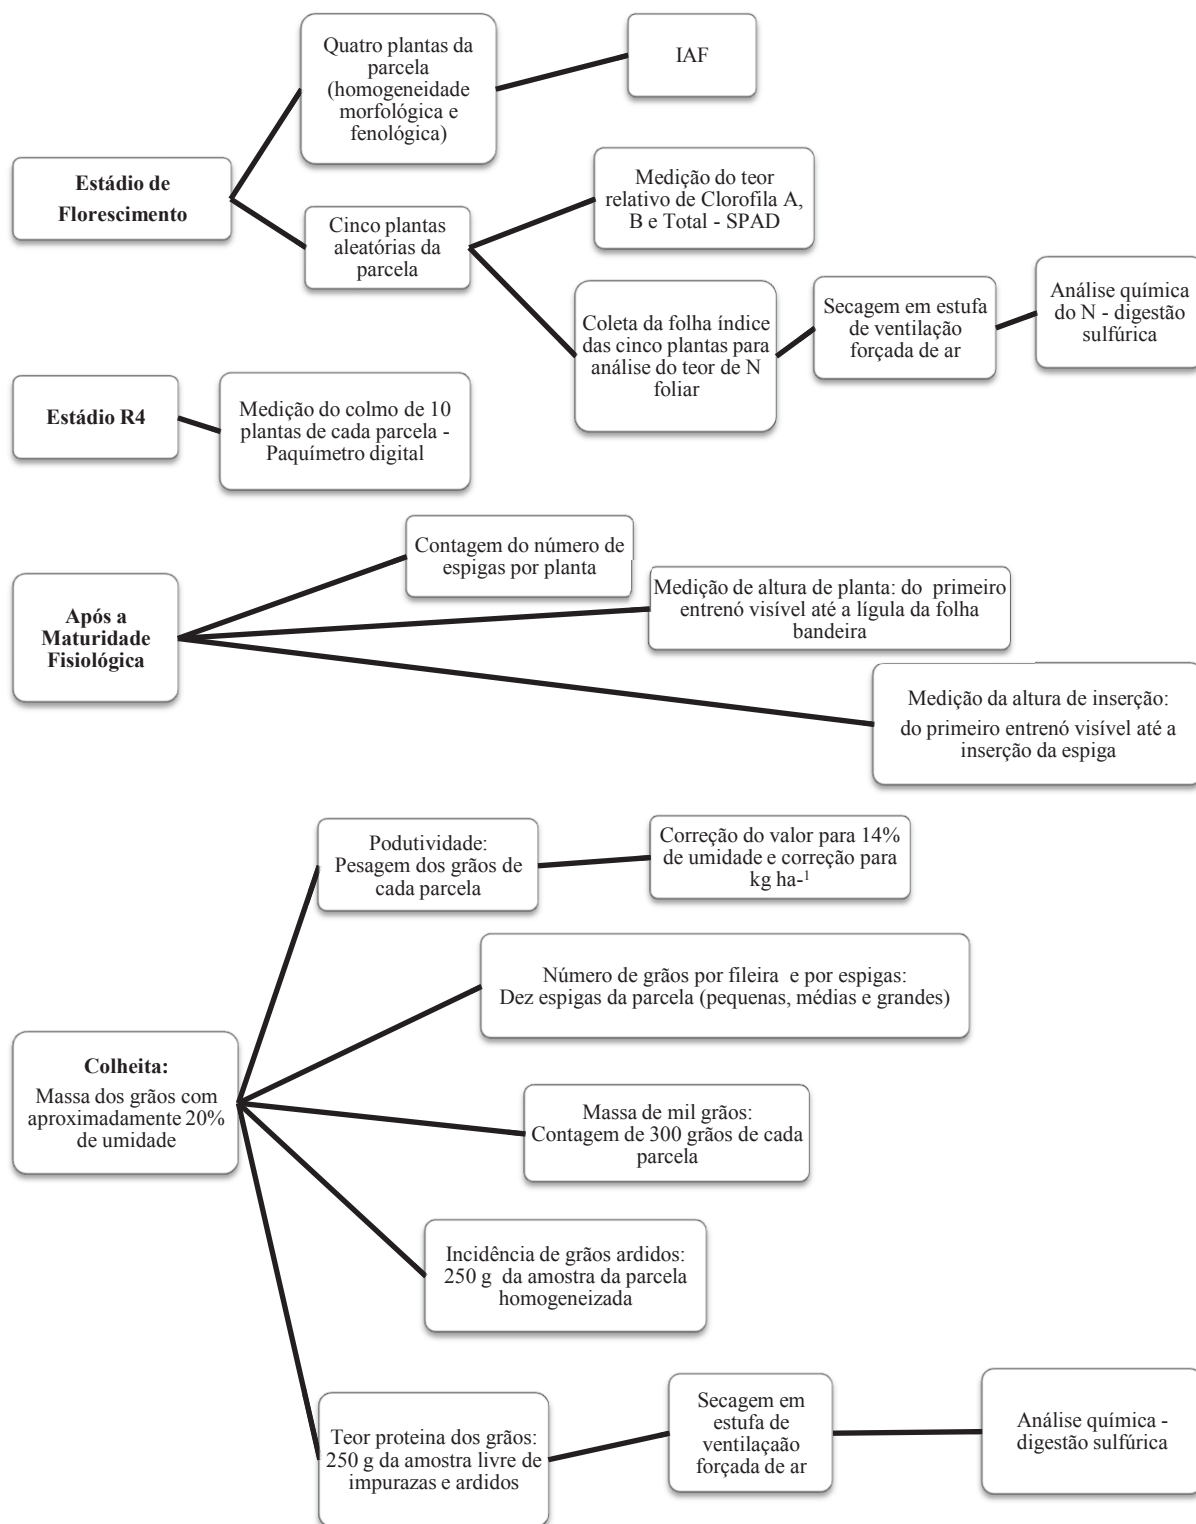 Quatro plantas da
parcela
(homogeneidade
morfológica e
fenológica)
IAF
Estádio de
Florescimento
Cinco plantas
aleatórias da
parcela
Medição do teor
relativo de Clorofila A,
B e Total - SPAD
Coleta da folha índice
das cinco plantas para
análise do teor de N
foliar
Secagem em estufa
de ventilação
forçada de ar
Análise química
do N - digestão
sulfúrica
Estádio R4
Medição do colmo de 10
plantas de cada parcela -
Paquímetro digital
Após a
Maturidade
Fisiológica
Contagem do número de
espigas por planta
Medição de altura de planta: do primeiro
entrenó visível até a lígula da folha
bandeira
Medição da altura de inserção:
do primeiro entrenó visível até a
inserção da espiga
Colheita:
Massa dos grãos com
aproximadamente 20%
de umidade
Podutividade:
Pesagem dos grãos de
cada parcela
Correção do valor para 14%
de umidade e correção para
kg ha-¹
Número de grãos por fileira e por espigas:
Dez espigas da parcela (pequenas, médias e grandes)
Massa de mil grãos:
Contagem de 300 grãos de cada
parcela
Incidência de grãos ardidos:
250 g da amostra da parcela
homogeneizada
Teor proteina dos grãos:
250 g da amostra livre de
impurazas e ardidos
Secagem em
estufa de
ventilaçaão
forçada de ar
Análise química -
digestão sulfúrica